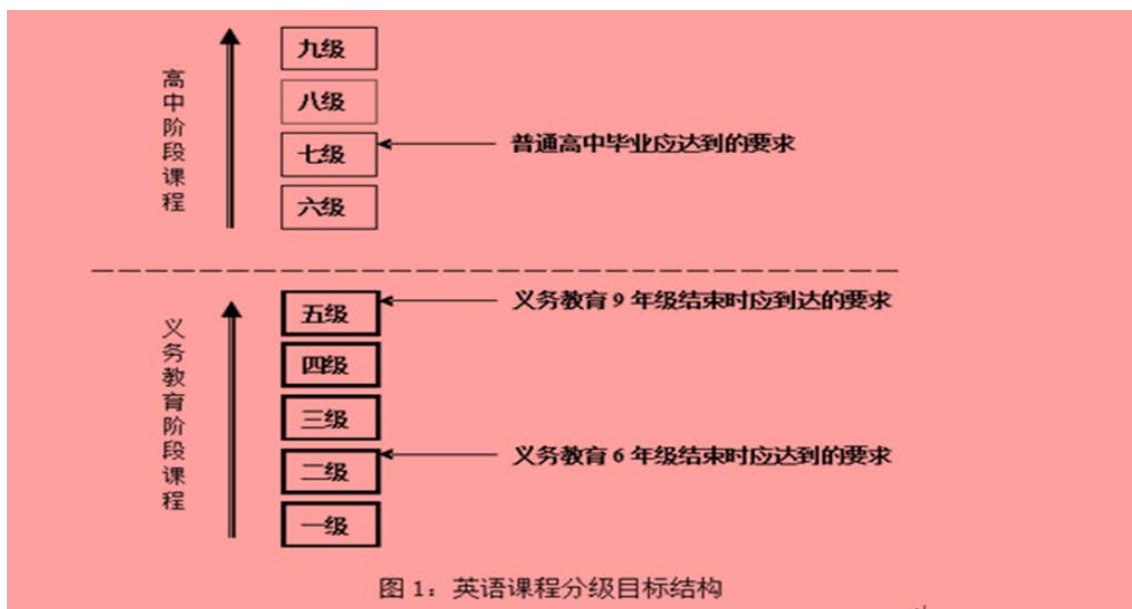 高中阶段课程
九级
八级
七级
普通高中毕业应达到的要求
六级
义务教育阶段课程
五级
义务教育9年级结束时应到达的要求
四级
三级
二级
义务教育6年级结束时应达到的要求
一级
图1：英语课程分级目标结构